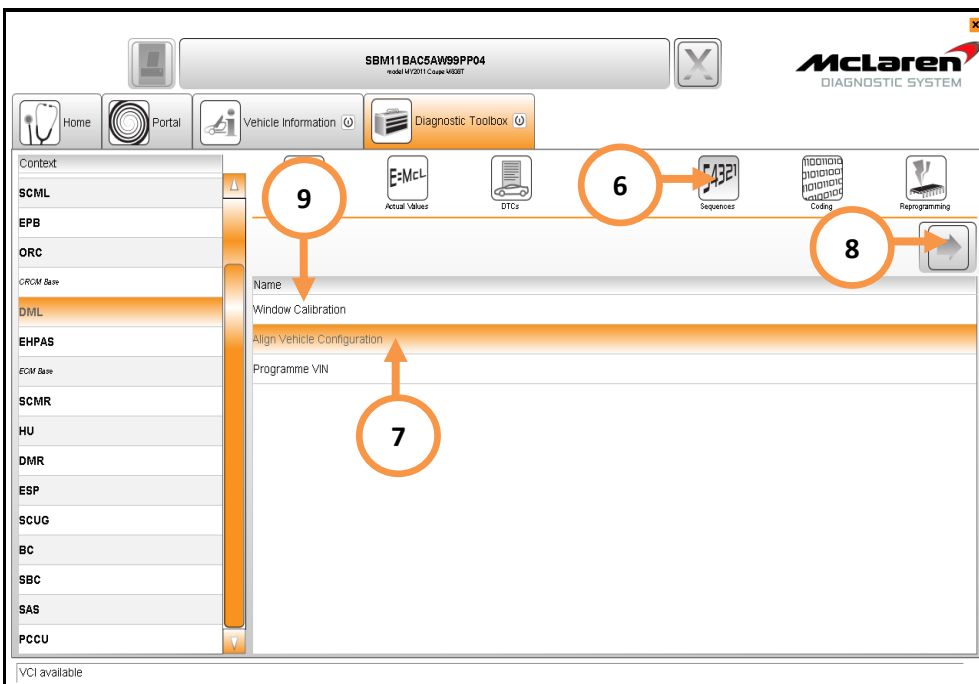 SBM11BAC5AW99PP04
model MY2011 Coupe M838T
McLaren
DIAGNOSTIC SYSTEM
Home
Portal
Vehicle Information
Diagnostic Toolbox
Context
SCML
EPB
ORC
CRCM Base
DML
EHPAS
ECM Base
SCMR
HU
DMR
ESP
SCUG
BC
SBC
SAS
PCCU
E=McL
Actual Values
DTCs
54321
Sequences
Coding
Reprogramming
9
6
8
Name
Window Calibration
Align Vehicle Configuration
Programme VIN
7
VCI available